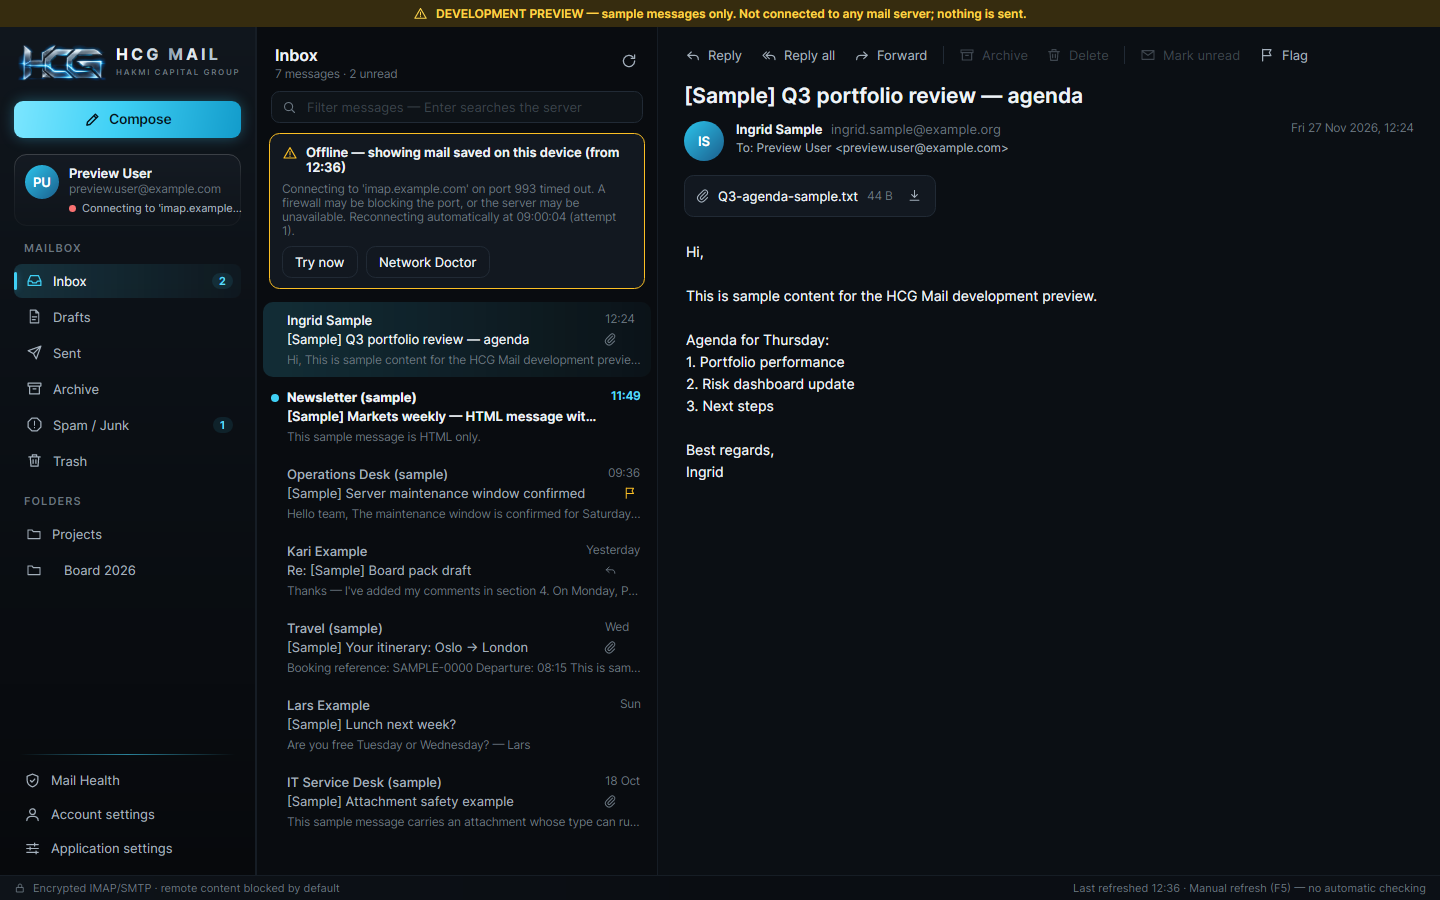 DEVELOPMENT PREVIEW — sample messages only. Not connected to any mail server; nothing is sent.
HCG
HCG MAIL
HAKMI CAPITAL GROUP
Compose
PU
Preview User
preview.user@example.com
Connecting to 'imap.example...
MAILBOX
Inbox 2
Drafts
Sent
Archive
Spam / Junk 1
Trash
FOLDERS
Projects
Board 2026
Mail Health
Account settings
Application settings
Inbox
7 messages · 2 unread
Filter messages — Enter searches the server
Offline — showing mail saved on this device (from
12:36)
Connecting to 'imap.example.com' on port 993 timed out. A
firewall may be blocking the port, or the server may be
unavailable. Reconnecting automatically at 09:00:04 (attempt
1).
Try now Network Doctor
Ingrid Sample 12:24
[Sample] Q3 portfolio review — agenda
Hi, This is sample content for the HCG Mail development previe...
Newsletter (sample) 11:49
[Sample] Markets weekly — HTML message wit...
This sample message is HTML only.
Operations Desk (sample) 09:36
[Sample] Server maintenance window confirmed
Hello team, The maintenance window is confirmed for Saturday...
Kari Example Yesterday
Re: [Sample] Board pack draft
Thanks — I've added my comments in section 4. On Monday, P...
Travel (sample) Wed
[Sample] Your itinerary: Oslo → London
Booking reference: SAMPLE-0000 Departure: 08:15 This is sam...
Lars Example Sun
[Sample] Lunch next week?
Are you free Tuesday or Wednesday? — Lars
IT Service Desk (sample) 18 Oct
[Sample] Attachment safety example
This sample message carries an attachment whose type can ru...
Reply Reply all Forward Archive Delete Mark unread Flag
[Sample] Q3 portfolio review — agenda
IS
Ingrid Sample ingrid.sample@example.org Fri 27 Nov 2026, 12:24
To: Preview User <preview.user@example.com>
Q3-agenda-sample.txt 44 B
Hi,
This is sample content for the HCG Mail development preview.
Agenda for Thursday:
1. Portfolio performance
2. Risk dashboard update
3. Next steps
Best regards,
Ingrid
Encrypted IMAP/SMTP · remote content blocked by default
Last refreshed 12:36 · Manual refresh (F5) — no automatic checking